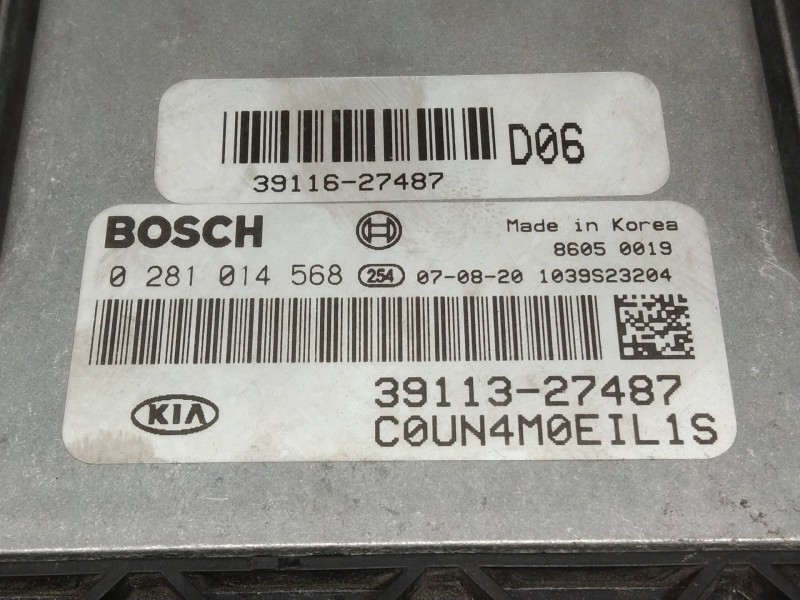 D06
39116-27487
BOSCH
Made in Korea
8605 0019
0 281 014 568 254 07-08-20 1039S23204
KIA
39113-27487
C0UN4M0EIL1S